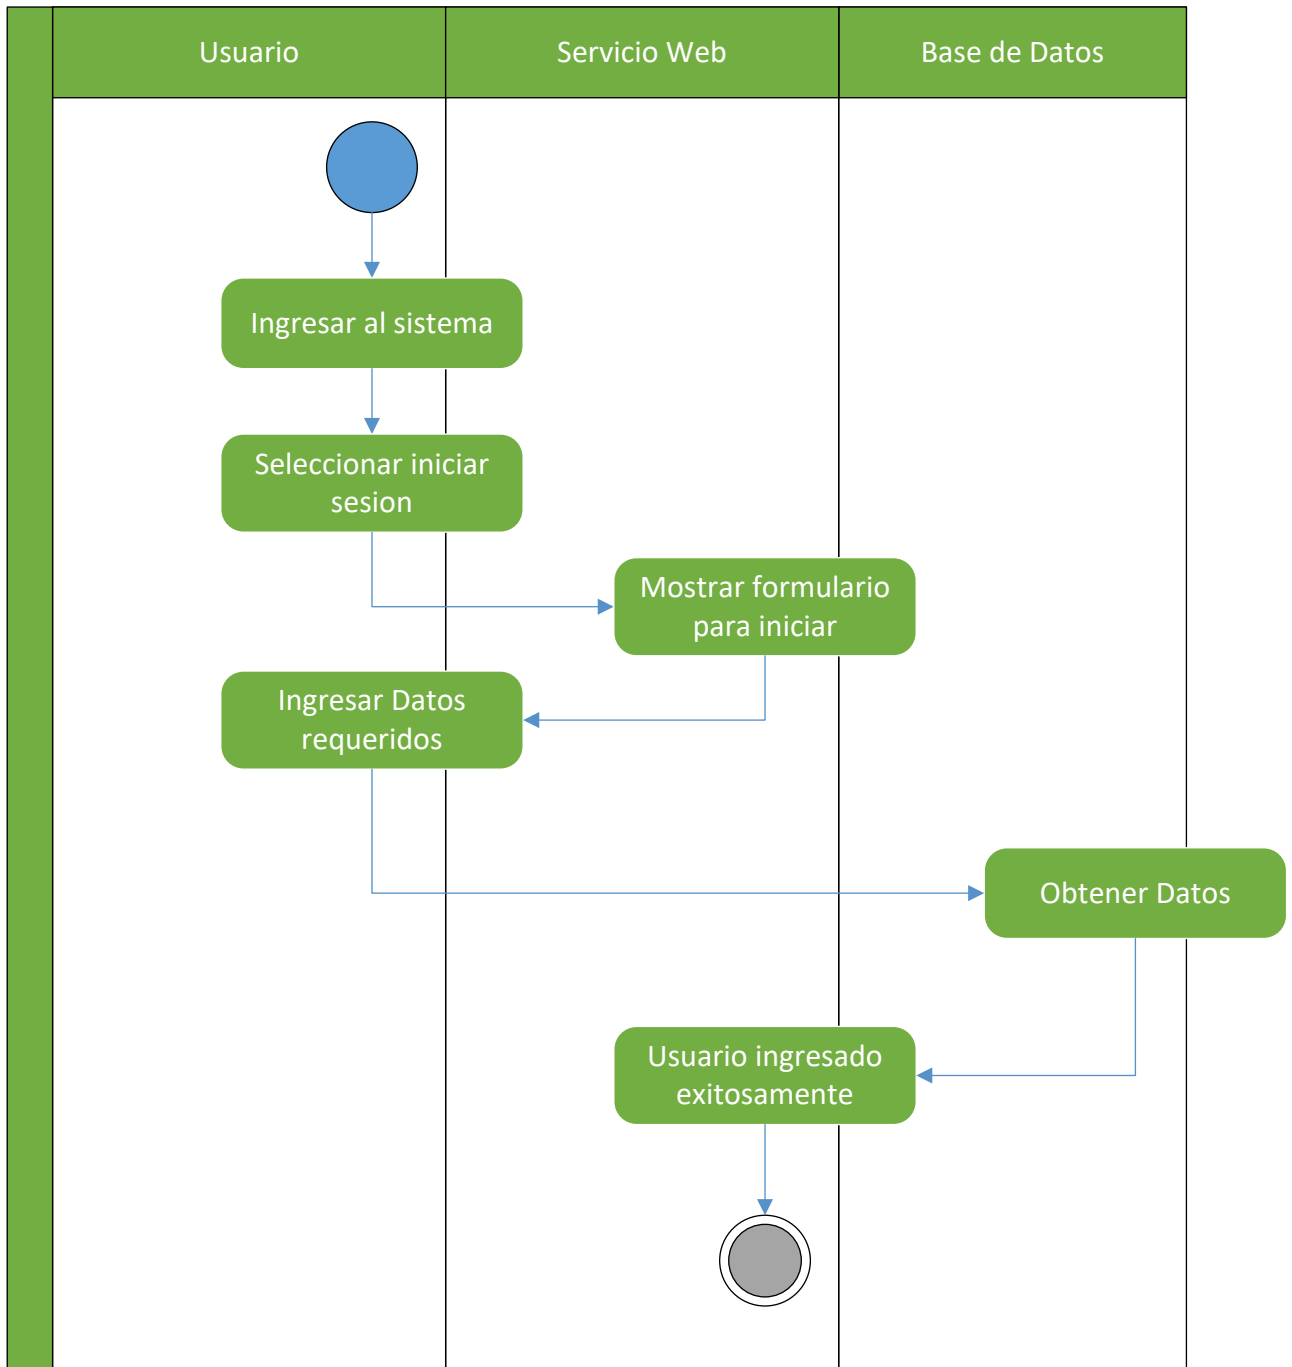 Usuario
Servicio Web
Base de Datos
Ingresar al sistema
Seleccionar iniciar
sesion
Mostrar formulario
para iniciar
Ingresar Datos
requeridos
Obtener Datos
Usuario ingresado
exitosamente